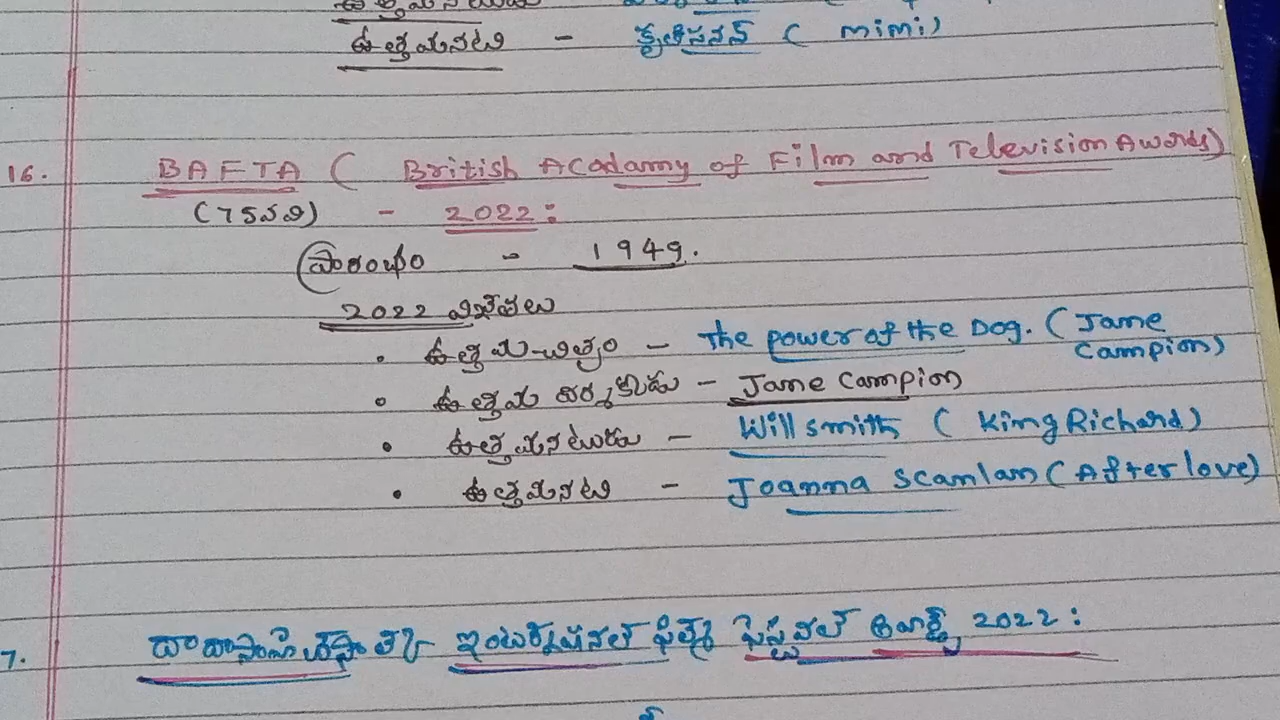 ఉత్తమనటి - కృతిసనన్ ( mimi)
16. BAFTA ( British Acadamy of Film and Television Awards)
(75వవి) - 2022:
ప్రారంభం - 1949.
2022 విజేతలు
• ఉత్తమ చిత్రం - The power of the Dog. ( Jane
Campion)
• ఉత్తమ దర్శకుడు - Jane Campion
• ఉత్తమనటుడు - Will smith ( King Richard)
• ఉత్తమనటి - Joanna scanlan (After love)
7. దాదాసాహెబ్ఫాల్కే ఇంటర్నేషనల్ ఫిల్మ్ ఫెస్టివల్ అవార్డ్స్ 2022: